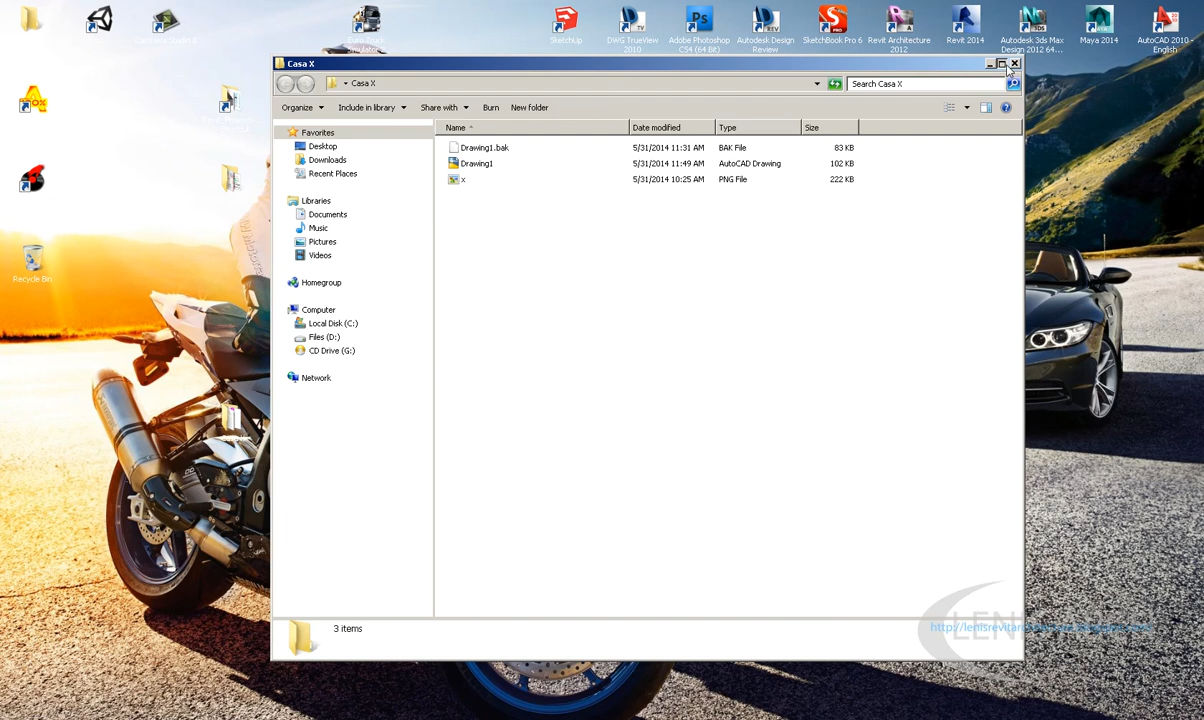 SketchUp
DWG TrueView 2010
Adobe Photoshop CS4 (64 Bit)
Autodesk Design Review
SketchBook Pro 6
Revit Architecture 2012
Revit 2014
Autodesk 3ds Max Design 2012 64...
Maya 2014
AutoCAD 2010 - English
Euro Truck Simulator 2
Casa X
Casa X
Search Casa X
Organize
Include in library
Share with
Burn
New folder
Name
Date modified
Type
Size
Drawing1.bak 5/31/2014 11:31 AM BAK File 83 KB
Drawing1 5/31/2014 11:49 AM AutoCAD Drawing 102 KB
x 5/31/2014 10:25 AM PNG File 222 KB
Favorites
Desktop
Downloads
Recent Places
Libraries
Documents
Music
Pictures
Videos
Homegroup
Computer
Local Disk (C:)
Files (D:)
CD Drive (G:)
Network
Recycle Bin
3 items